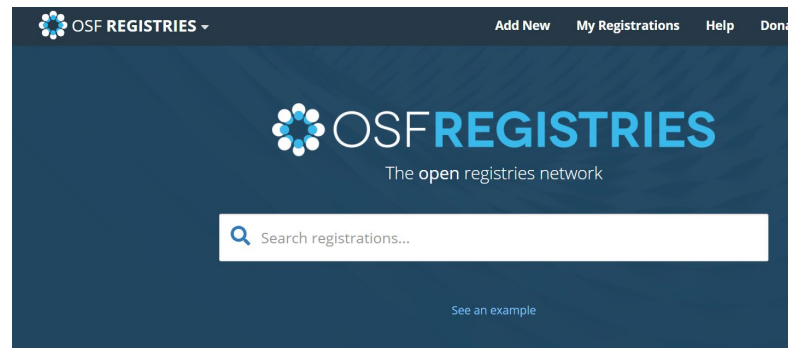 OSF REGISTRIES Add New My Registrations Help
OSFREGISTRIES
The open registries network
Search registrations...
See an example